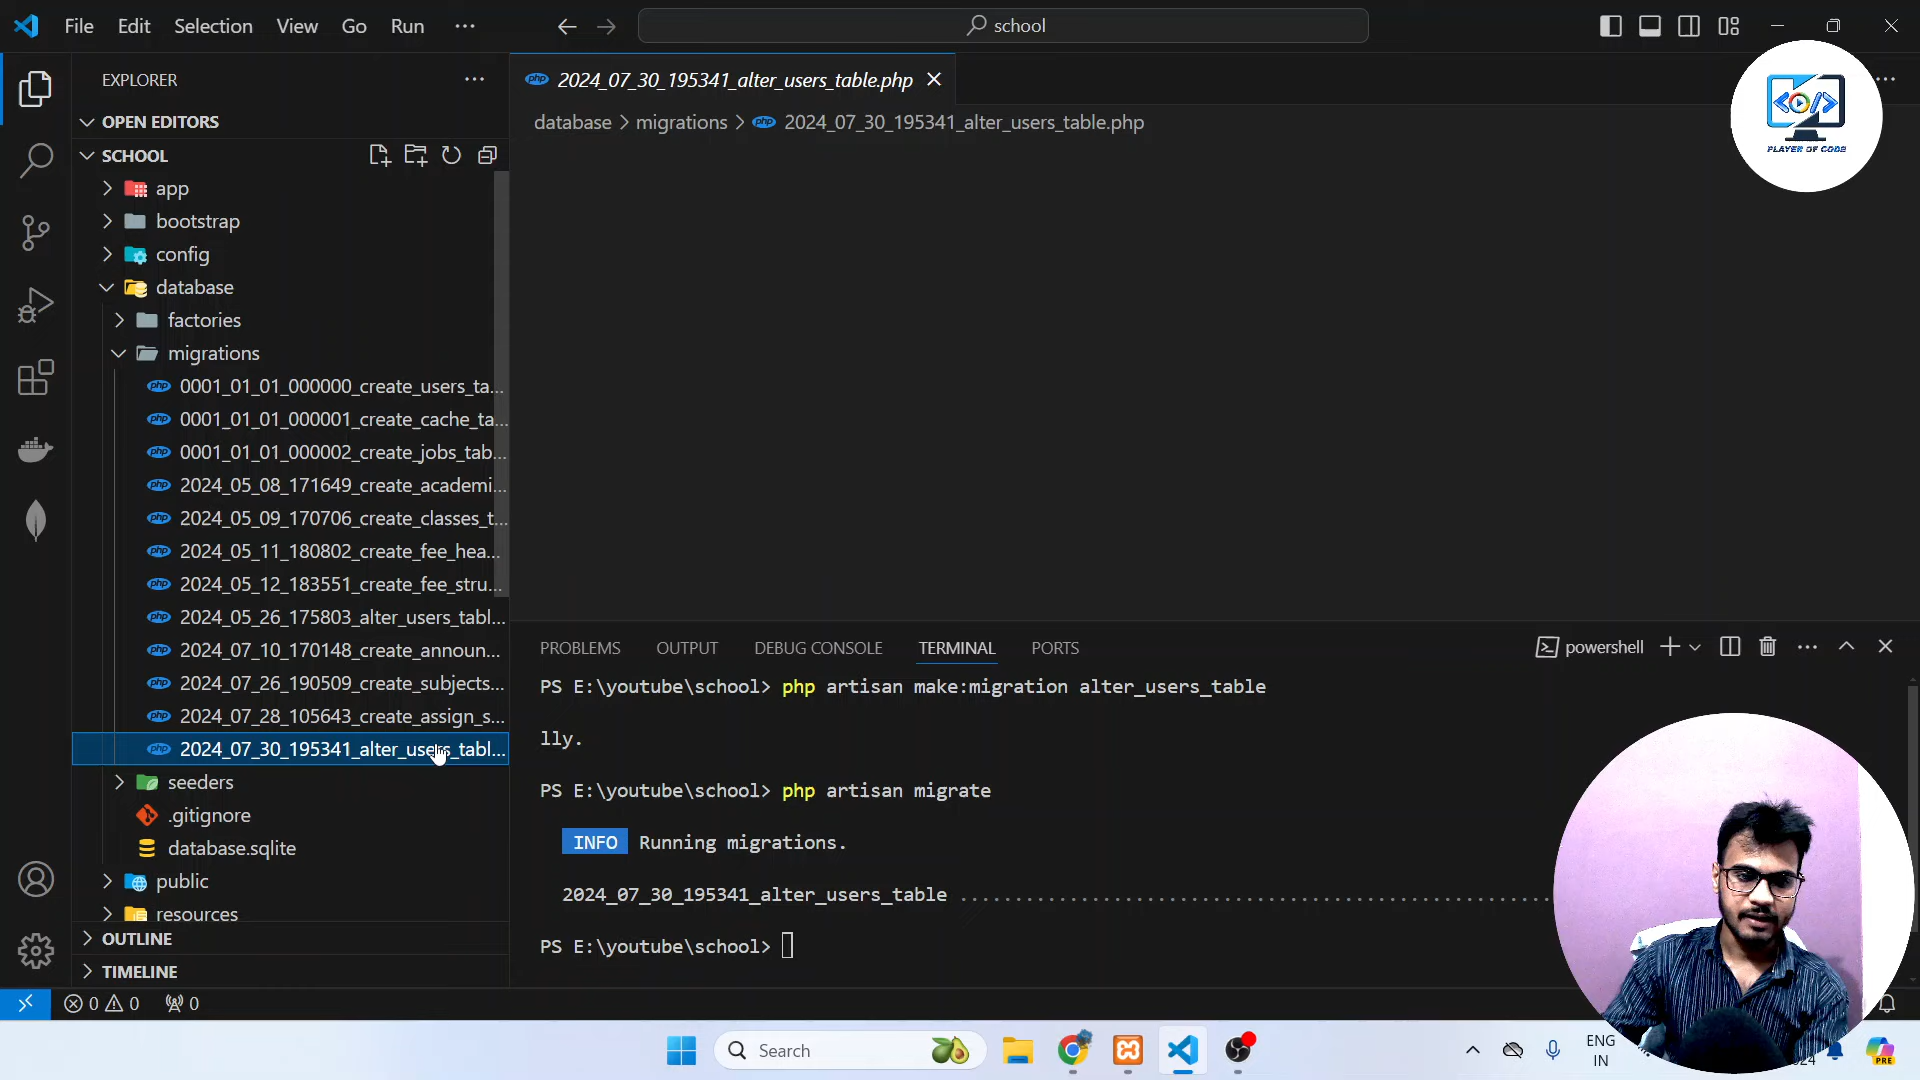 File Edit Selection View Go Run ···
school
EXPLORER
OPEN EDITORS
SCHOOL
app
bootstrap
config
database
factories
migrations
0001_01_01_000000_create_users_ta...
0001_01_01_000001_create_cache_ta...
0001_01_01_000002_create_jobs_tab...
2024_05_08_171649_create_academi...
2024_05_09_170706_create_classes_t...
2024_05_11_180802_create_fee_hea...
2024_05_12_183551_create_fee_stru...
2024_05_26_175803_alter_users_tabl...
2024_07_10_170148_create_announ...
2024_07_26_190509_create_subjects...
2024_07_28_105643_create_assign_s...
2024_07_30_195341_alter_users_tabl...
seeders
.gitignore
database.sqlite
public
resources
OUTLINE
TIMELINE
2024_07_30_195341_alter_users_table.php
database > migrations > 2024_07_30_195341_alter_users_table.php
PLAYER OF CODE
PROBLEMS OUTPUT DEBUG CONSOLE TERMINAL PORTS
powershell
PS E:\youtube\school> php artisan make:migration alter_users_table
lly.
PS E:\youtube\school> php artisan migrate
INFO Running migrations.
2024_07_30_195341_alter_users_table ......................................................
PS E:\youtube\school>
0 0 0
Search
ENG
IN
PRE